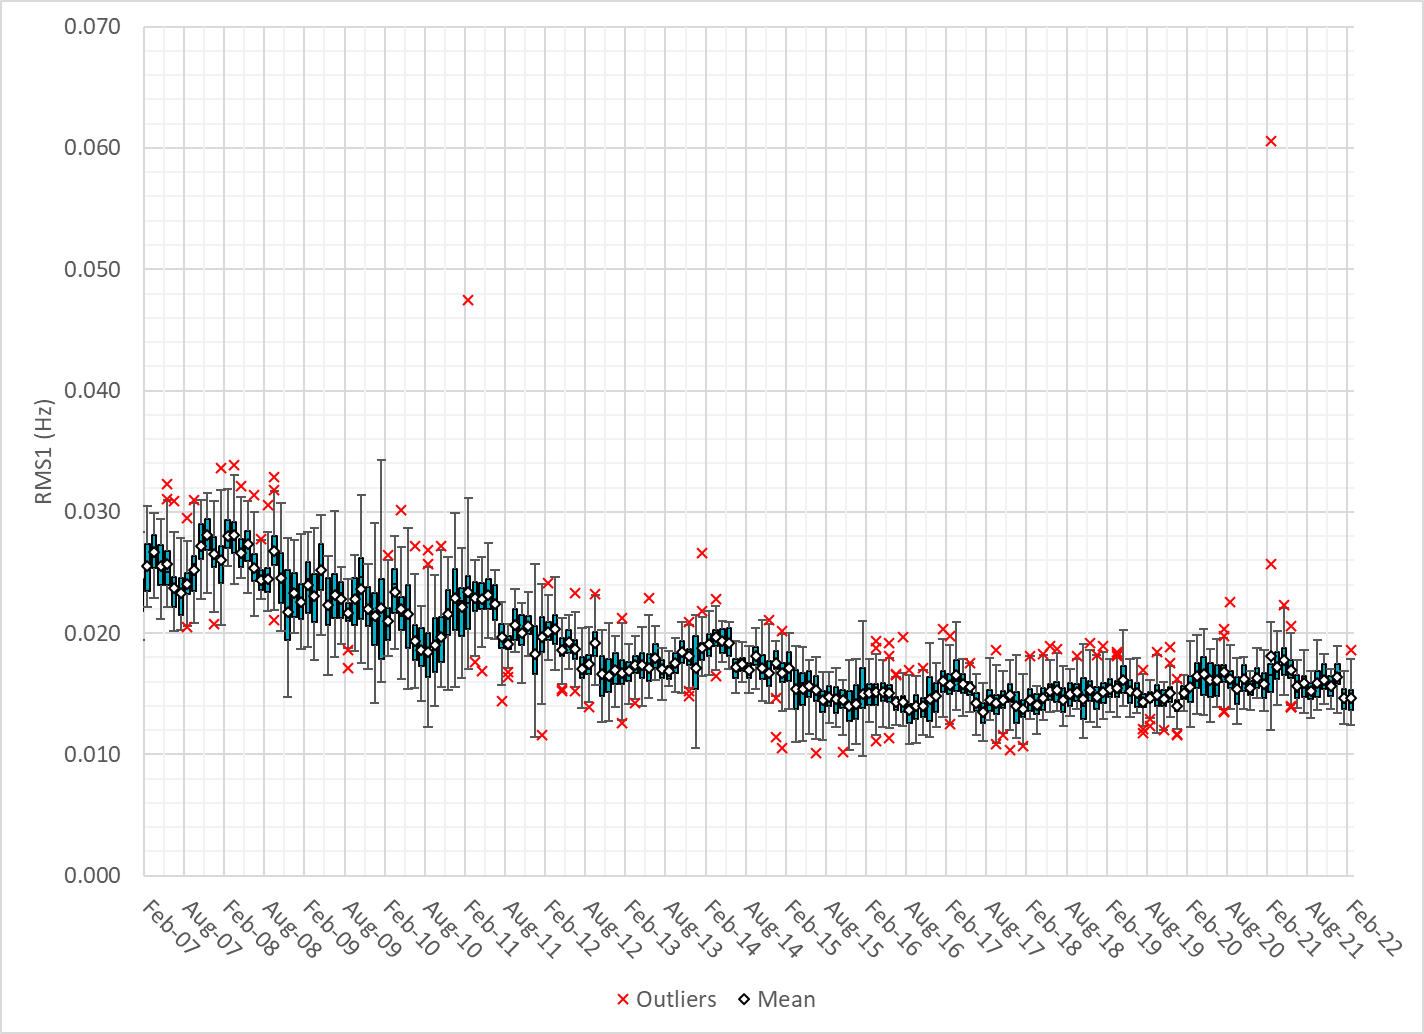 0.070
0.060
0.050
0.040
0.030
0.020
0.010
0.000
RMS1 (Hz)
Feb-07
Aug-07
Feb-08
Aug-08
Feb-09
Aug-09
Feb-10
Aug-10
Feb-11
Aug-11
Feb-12
Aug-12
Feb-13
Aug-13
Feb-14
Aug-14
Feb-15
Aug-15
Feb-16
Aug-16
Feb-17
Aug-17
Feb-18
Aug-18
Feb-19
Aug-19
Feb-20
Aug-20
Feb-21
Aug-21
Feb-22
Outliers Mean